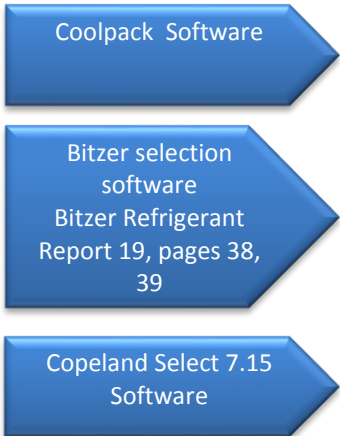 Coolpack  Software
Bitzer selection
software
Bitzer Refrigerant
Report 19, pages 38,
39
Copeland Select 7.15
Software